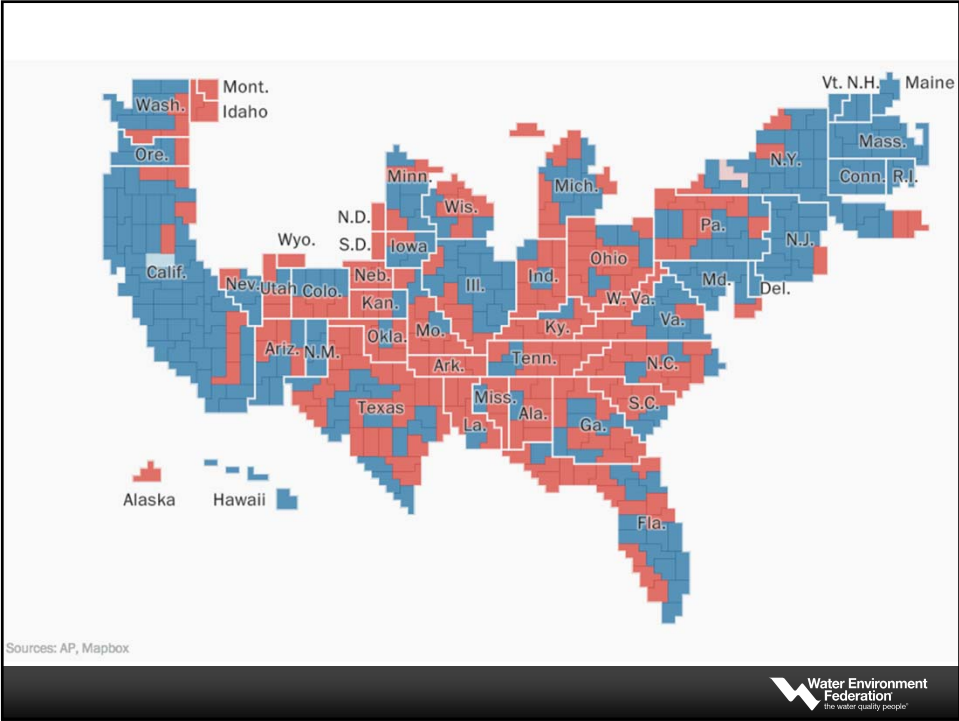 Mont.
Idaho
Wash.
Ore.
Vt. N.H. Maine
Mass.
N.Y.
Conn. R.I.
Minn.
Wis.
Mich.
N.D.
S.D.
Iowa
Wyo.
Neb.
Calif.
Nev. Utah Colo.
Kan.
Ill.
Ind.
Ohio
Pa.
N.J.
Md.
Del.
W. Va.
Va.
Ariz. N.M.
Okla.
Mo.
Ky.
Ark.
Tenn.
N.C.
S.C.
Texas
La.
Miss.
Ala.
Ga.
Fla.
Alaska
Hawaii
Sources: AP, Mapbox
Water Environment
Federation
the water quality people®